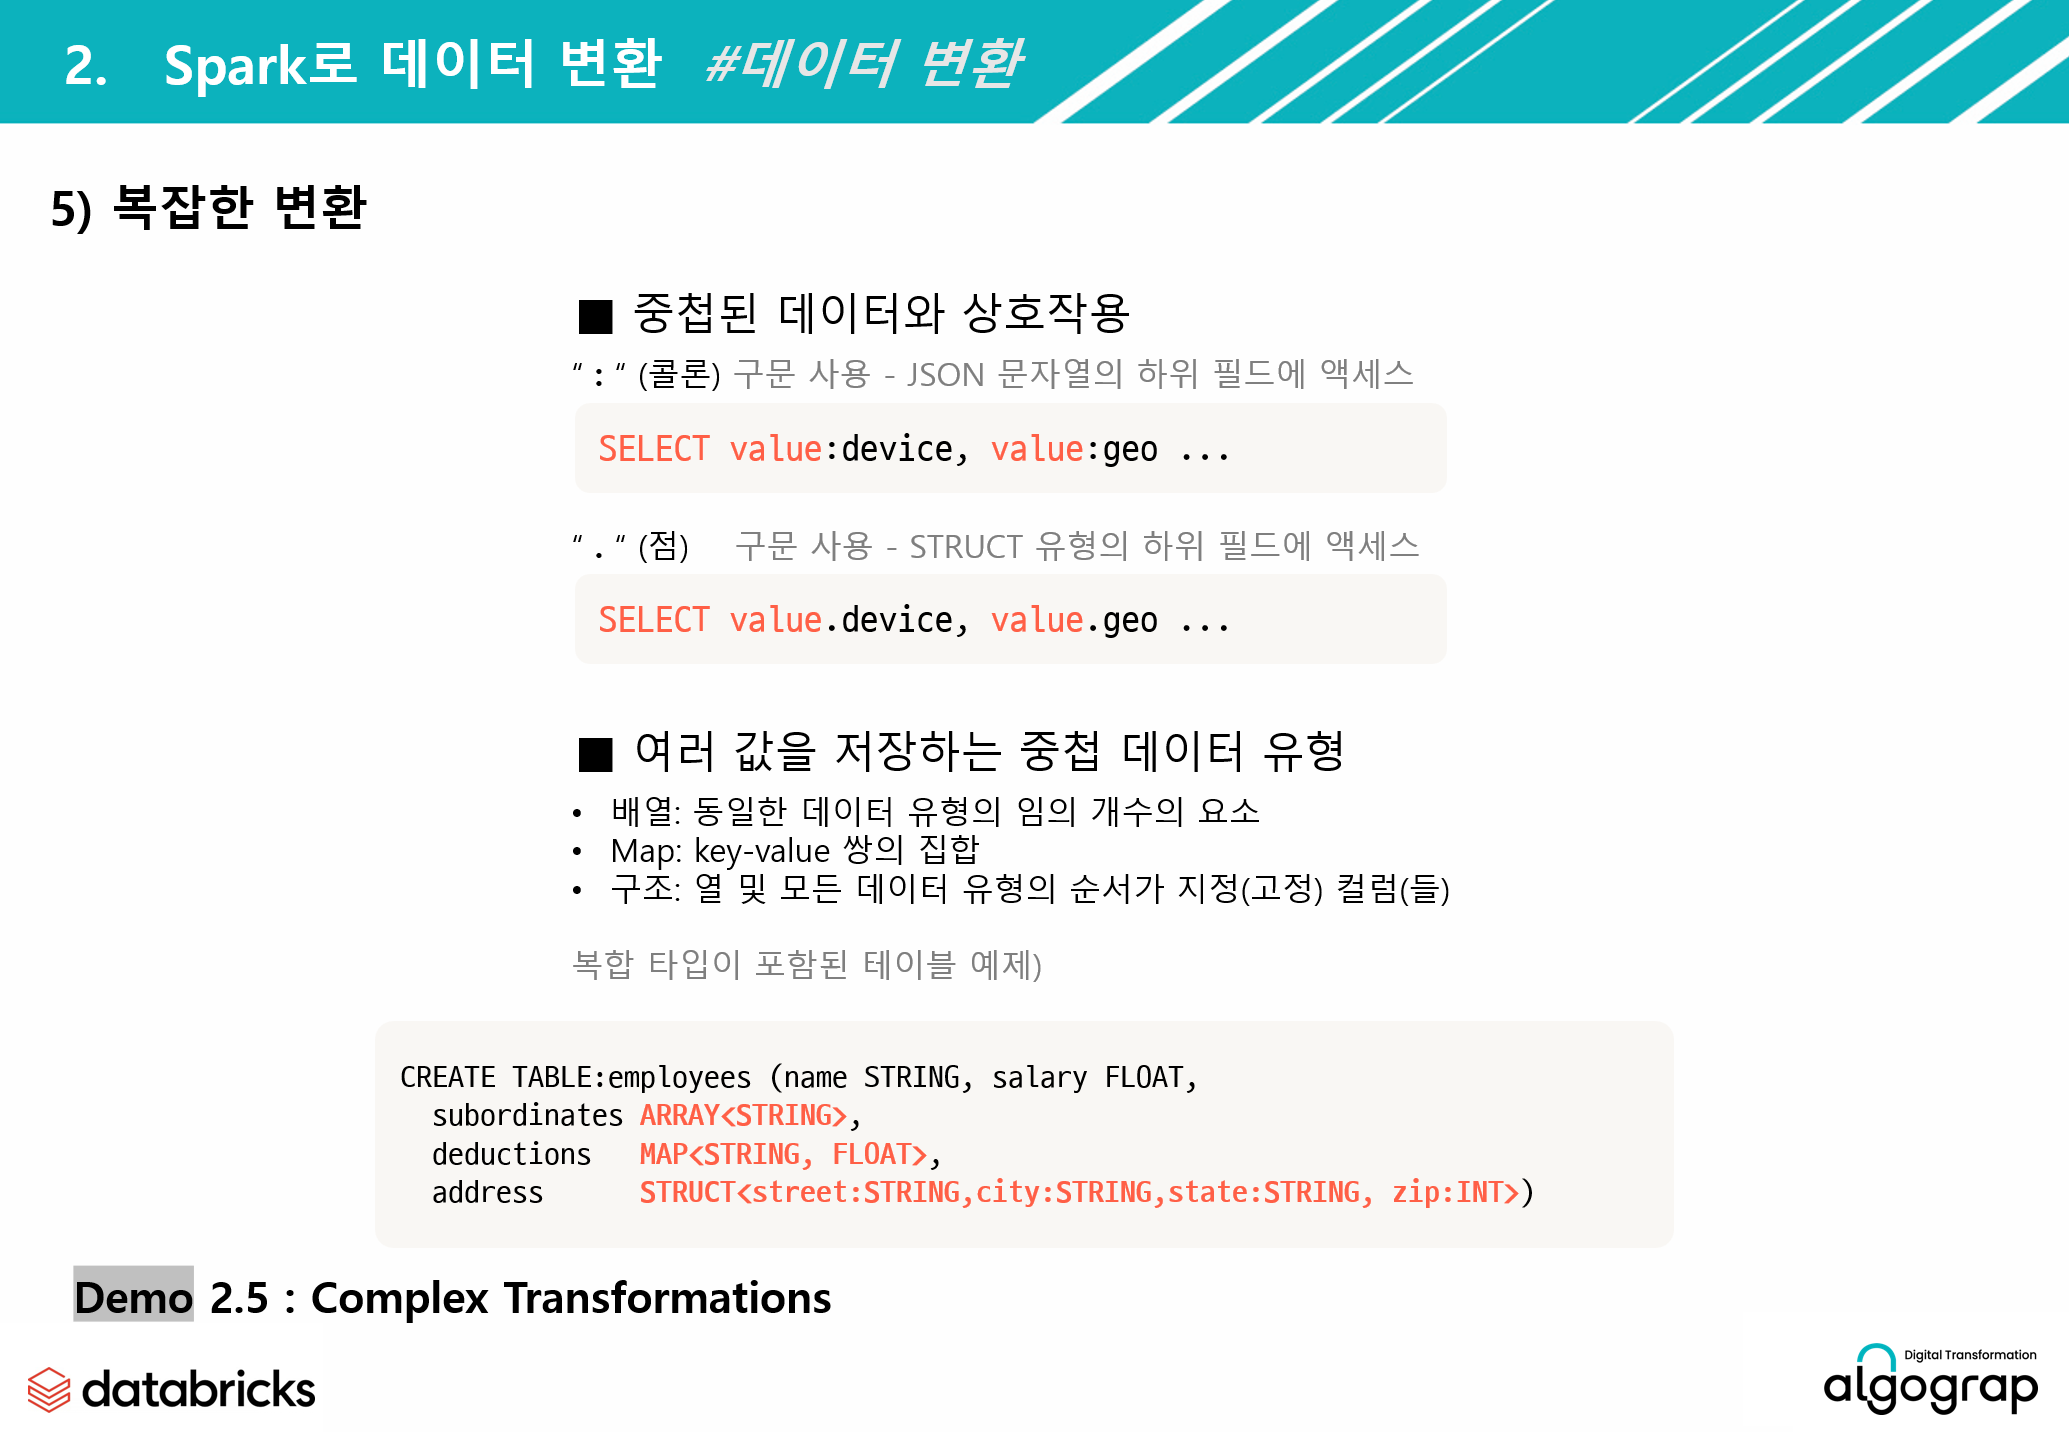 2. Spark로 데이터 변환 #데이터 변환
5) 복잡한 변환
■ 중첩된 데이터와 상호작용
“ : “ (콜론) 구문 사용 - JSON 문자열의 하위 필드에 액세스
SELECT value:device, value:geo ...
“ . “ (점) 구문 사용 - STRUCT 유형의 하위 필드에 액세스
SELECT value.device, value.geo ...
■ 여러 값을 저장하는 중첩 데이터 유형
• 배열: 동일한 데이터 유형의 임의 개수의 요소
• Map: key-value 쌍의 집합
• 구조: 열 및 모든 데이터 유형의 순서가 지정(고정) 컬럼(들)
복합 타입이 포함된 테이블 예제)
CREATE TABLE:employees (name STRING, salary FLOAT,
subordinates ARRAY<STRING>,
deductions MAP<STRING, FLOAT>,
address STRUCT<street:STRING,city:STRING,state:STRING, zip:INT>)
Demo 2.5 : Complex Transformations
databricks
Digital Transformation
algograp